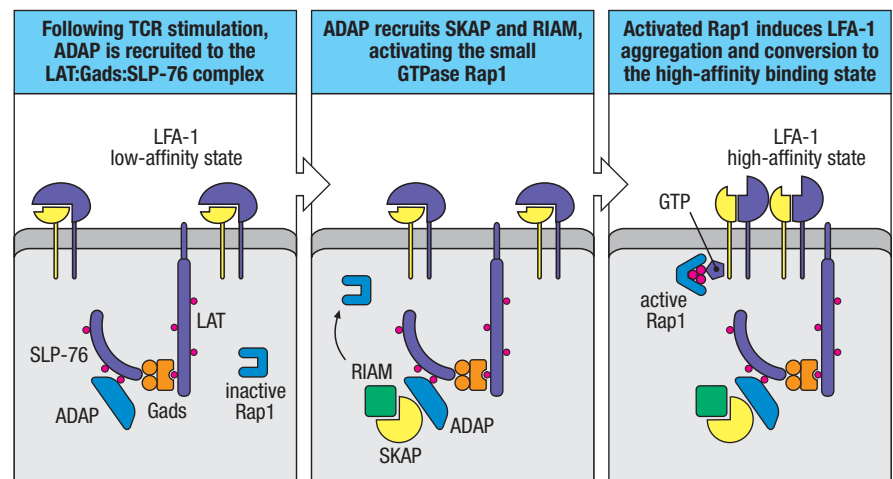 Following TCR stimulation,
ADAP is recruited to the
LAT:Gads:SLP-76 complex
LFA-1
low-affinity state
LAT
SLP-76
inactive
Rap1
ADAP
Gads
ADAP recruits SKAP and RIAM,
activating the small
GTPase Rap1
RIAM
ADAP
SKAP
Activated Rap1 induces LFA-1
aggregation and conversion to
the high-affinity binding state
LFA-1
high-affinity state
GTP
active
Rap1